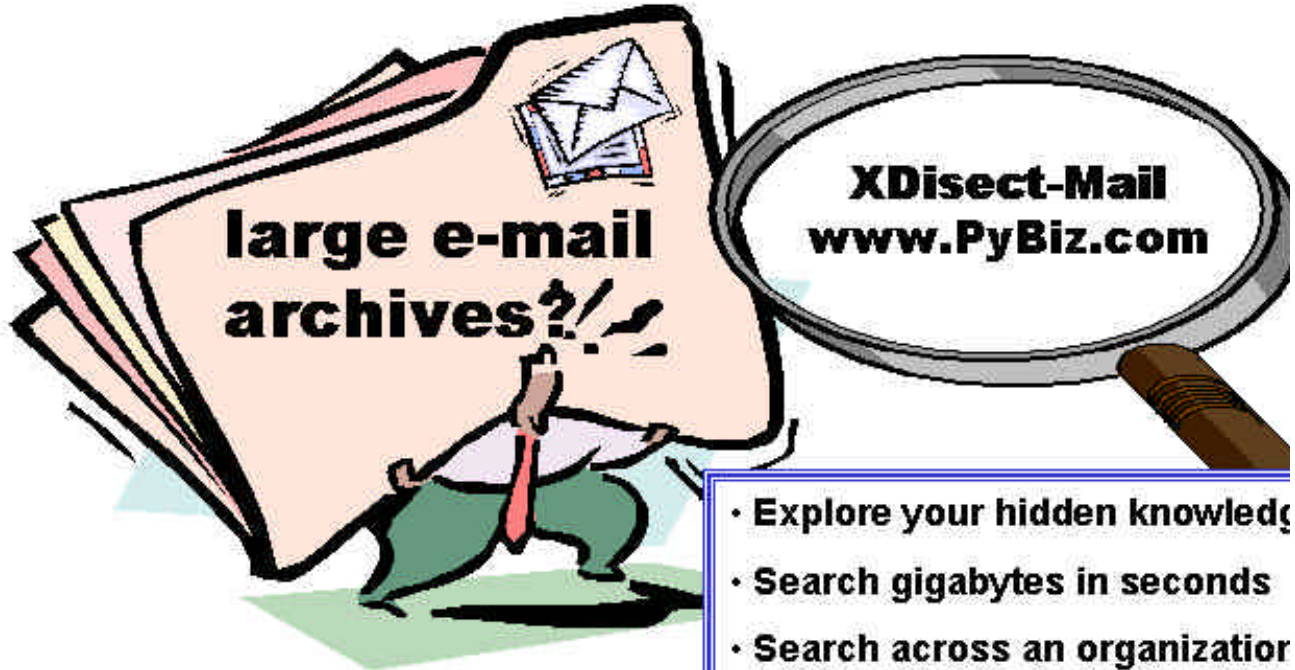 large e-mail
archives?
XDisect-Mail
www.PyBiz.com
· Explore your hidden knowledg
· Search gigabytes in seconds
· Search across an organization